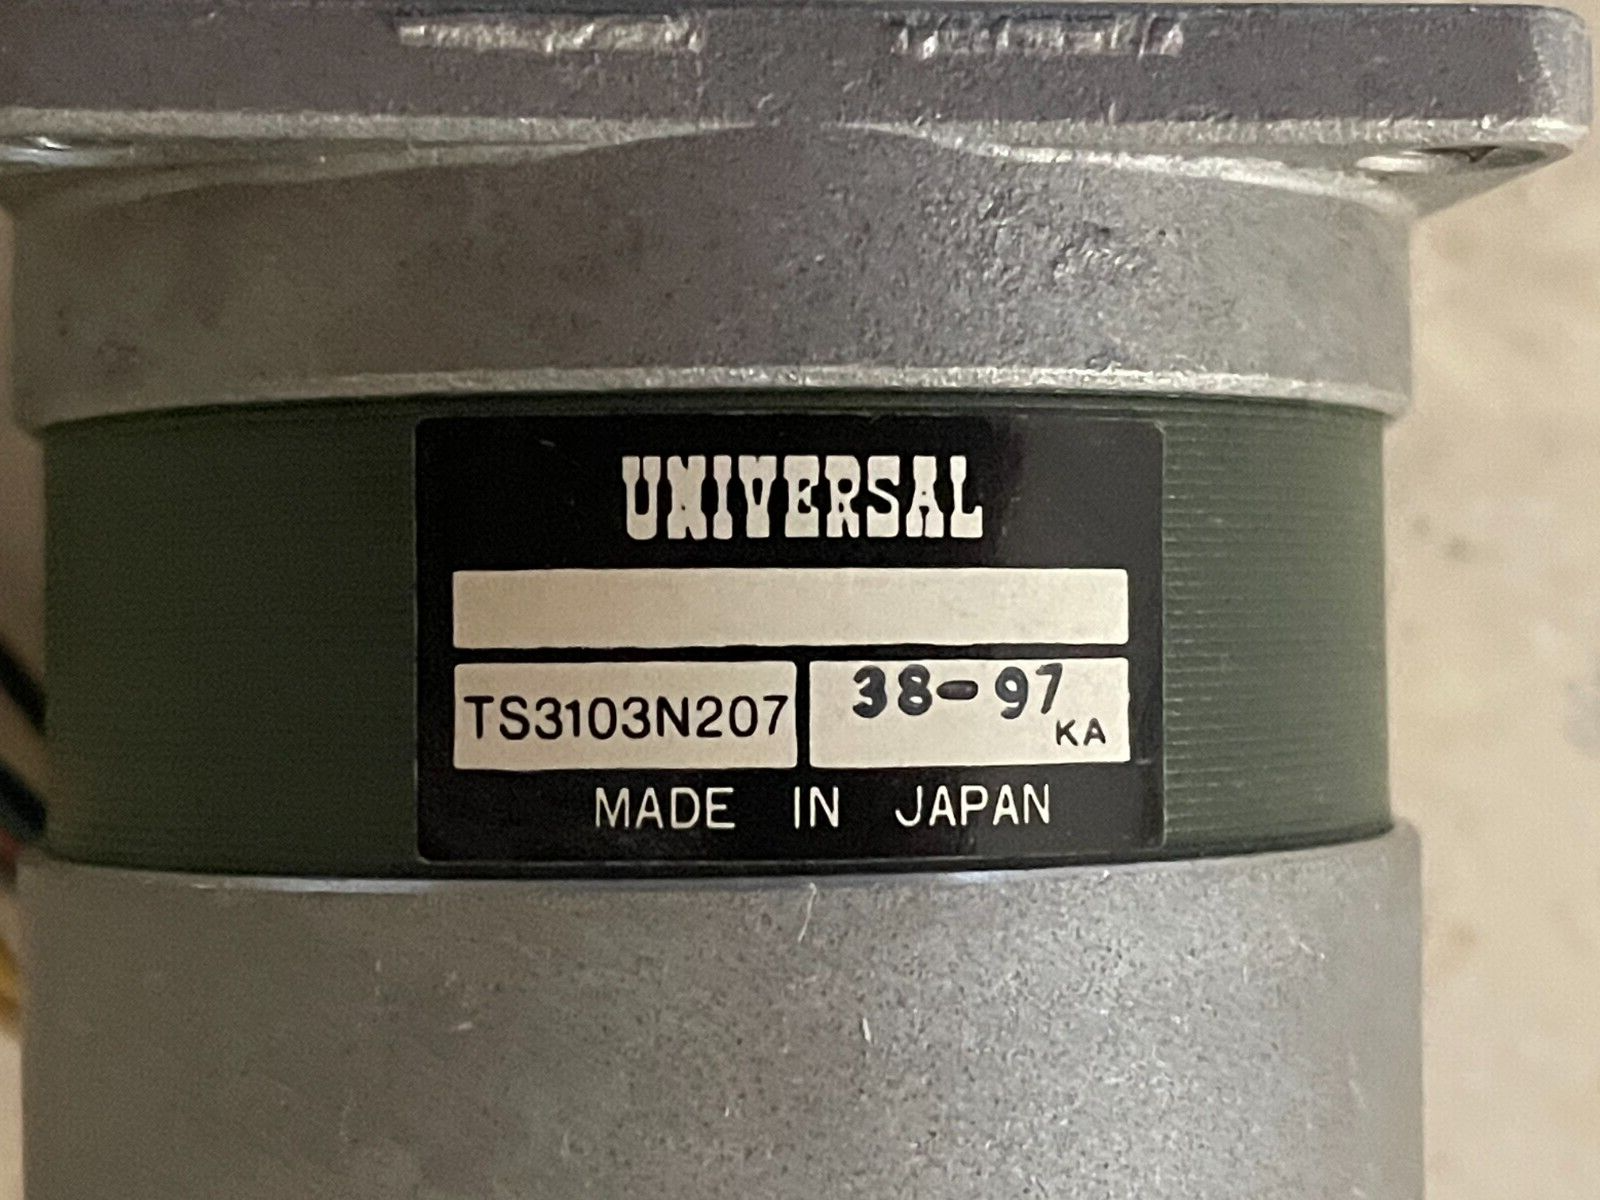 UNIVERSAL
TS3103N207 38-97 KA
MADE IN JAPAN